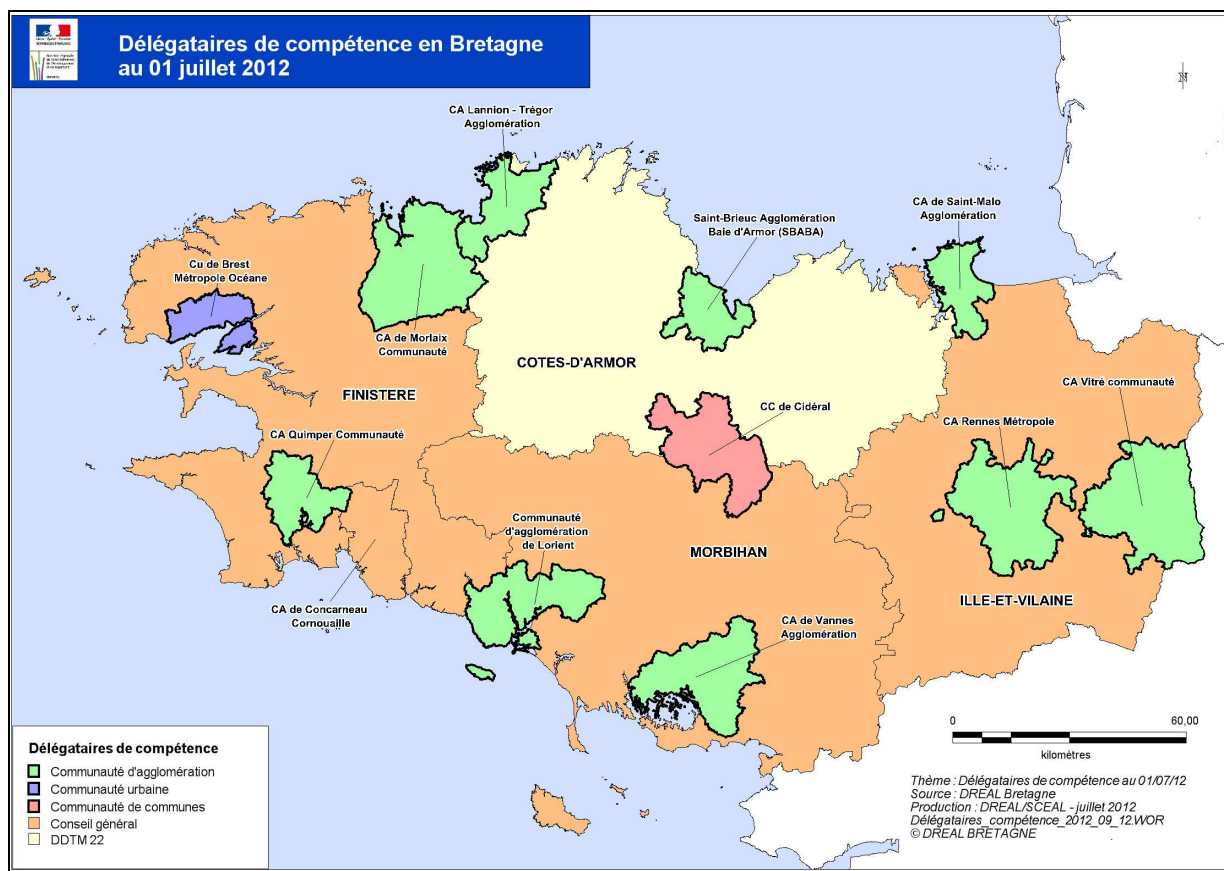 Délégataires de compétence en Bretagne
au 01 juillet 2012
N
CA Lannion - Trégor
Agglomération
Saint-Brieuc Agglomération
Baie d'Armor (SBABA)
CA de Saint-Malo
Agglomération
Cu de Brest
Métropole Océane
CA de Morlaix
Communauté
COTES-D'ARMOR
FINISTERE
CC de Cidéral
CA Vitré communauté
CA Rennes Métropole
CA Quimper Communauté
Communauté
d'agglomération
de Lorient
MORBIHAN
ILLE-ET-VILAINE
CA de Concarneau
Cornouaille
CA de Vannes
Agglomération
Délégataires de compétence
Communauté d'agglomération
Communauté urbaine
Communauté de communes
Conseil général
DDTM 22
0 60,00
kilomètres
Thème : Délégataires de compétence au 01/07/12
Source : DREAL Bretagne
Production : DREAL/SCEAL - juillet 2012
Délégataires_compétence_2012_09_12.WOR
© DREAL BRETAGNE